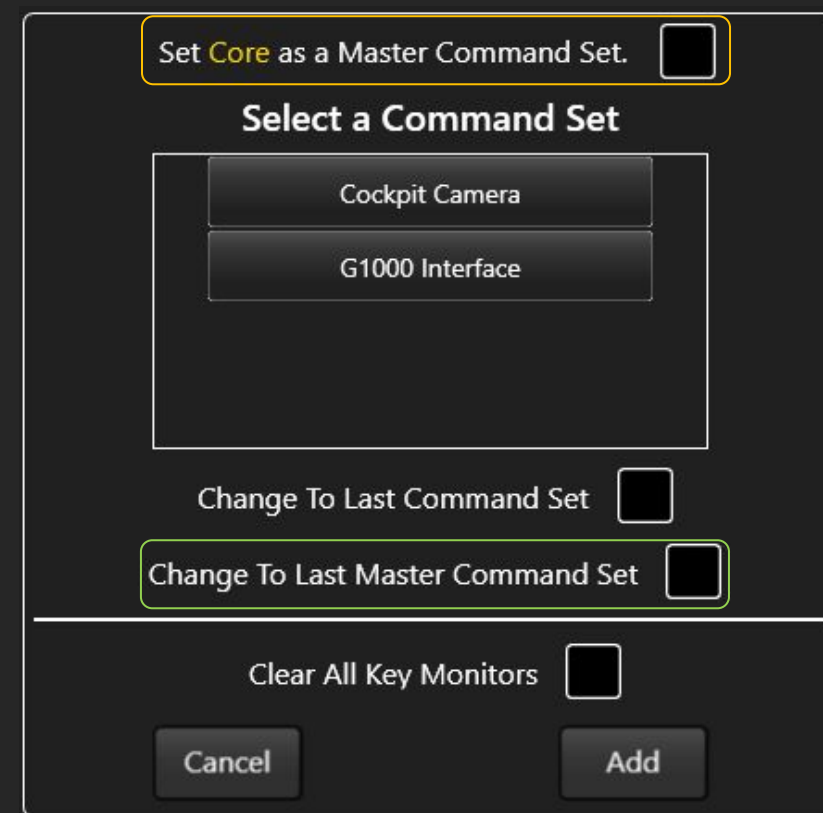 Set Core as a Master Command Set.
Select a Command Set
Cockpit Camera
G1000 Interface
Change To Last Command Set
Change To Last Master Command Set
Clear All Key Monitors
Cancel
Add